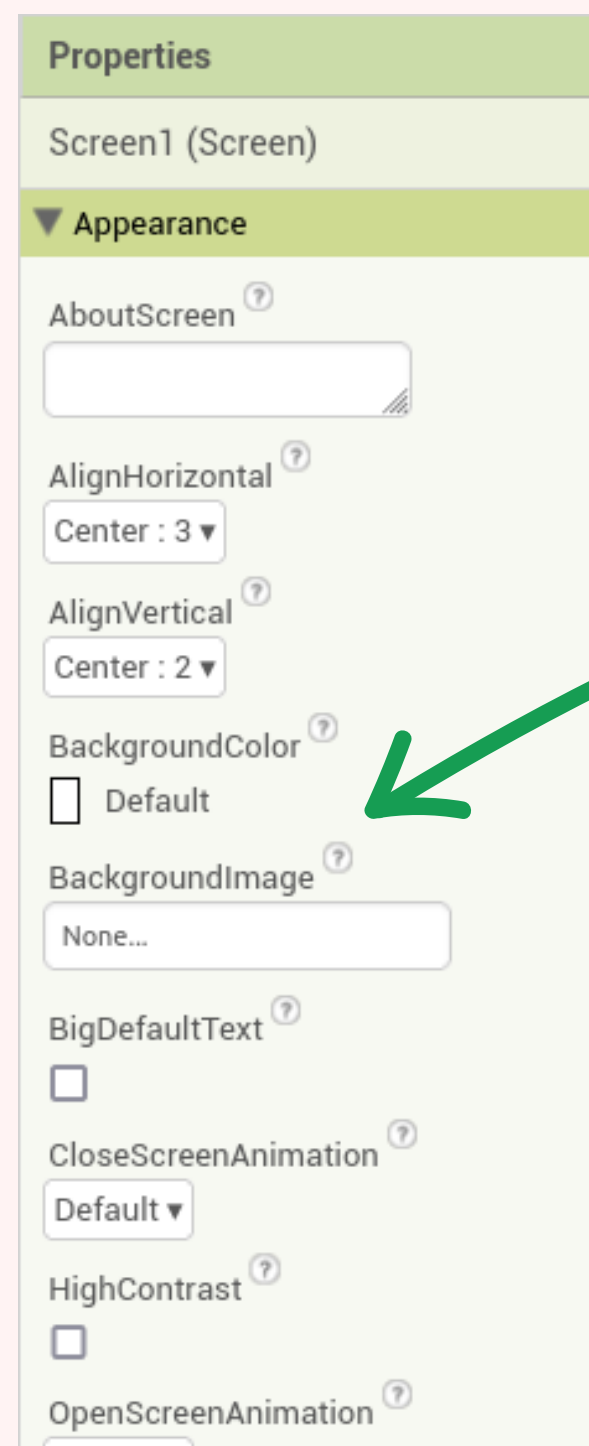 Properties
Screen1 (Screen)
Appearance
AboutScreen ?
AlignHorizontal ?
Center : 3
AlignVertical ?
Center : 2
BackgroundColor ?
Default
BackgroundImage ?
None...
BigDefaultText ?
CloseScreenAnimation ?
Default
HighContrast ?
OpenScreenAnimation ?